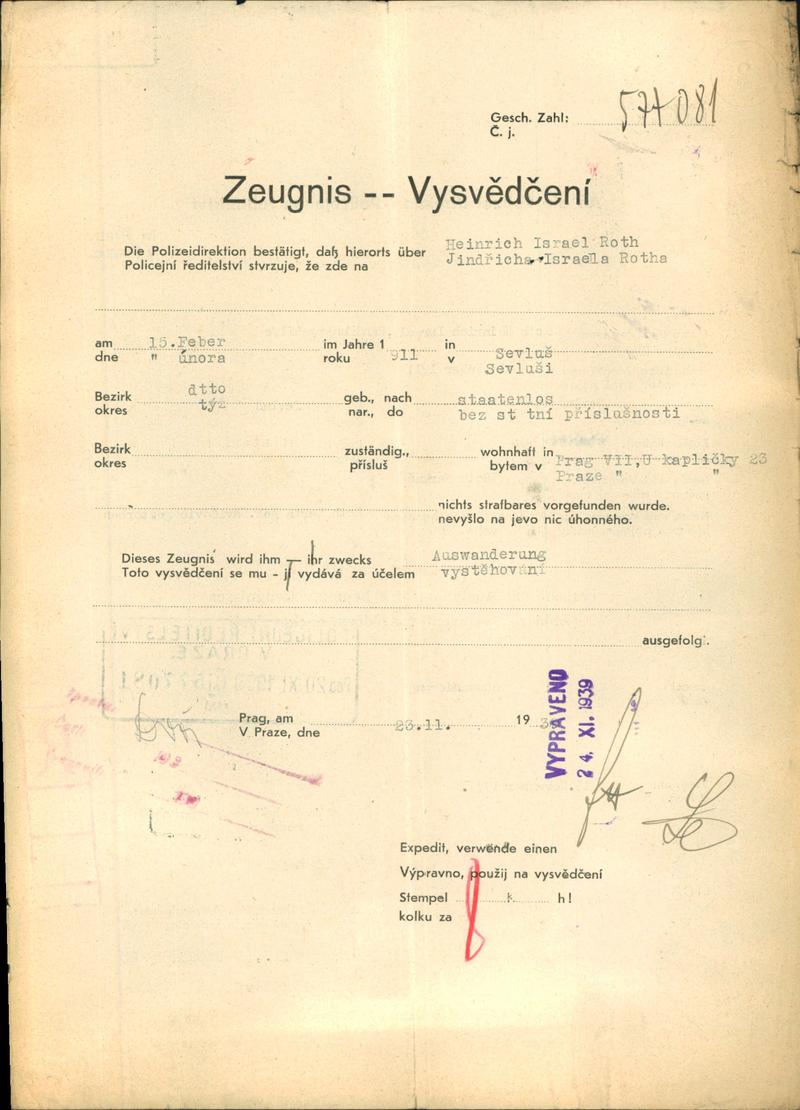 Gesch. Zahl: 574081
Č. j.
Zeugnis -- Vysvědčení
Die Polizeidirektion bestätigt, daß hierorts über Heinrich Israel Roth
Policejní ředitelství stvrzuje, že zde na Jindřicha Israela Rotha
am 15.Feber im Jahre 1 911 in Sevluš
dne " února roku v Sevluši
Bezirk dtto geb., nach staatenlos
okres týž nar., do bez st tní příslušnosti
Bezirk zuständig., wohnhaft in Prag VII,U kapličky 23
okres přísluš bytem v Praze " "
nichts strafbares vorgefunden wurde.
nevyšlo na jevo nic úhonného.
Dieses Zeugnis wird ihm — ihr zwecks Auswanderung
Toto vysvědčení se mu - jí vydává za účelem vystěhování
ausgefolg.
Prag, am 23.11. 19 39
V Praze, dne
VYPRAVENO
24. XI. 1939
Expedit, verwende einen
Výpravno, použij na vysvědčení
Stempel k h!
kolku za